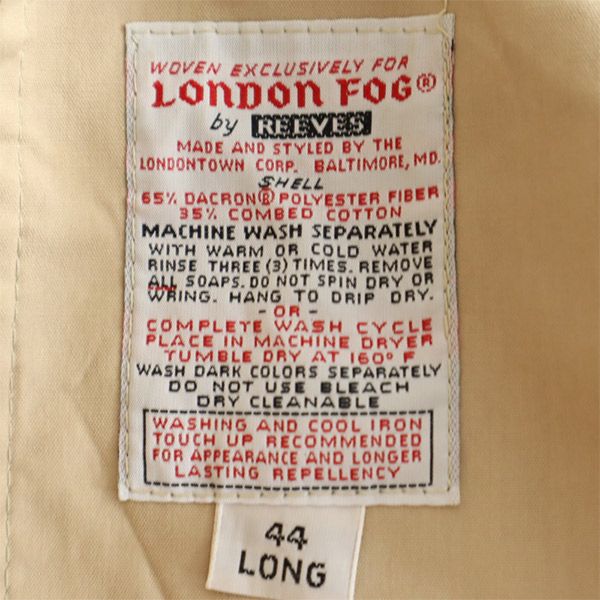 WOVEN EXCLUSIVELY FOR
LONDON FOG®
by REEVES
MADE AND STYLED BY THE
LONDONTOWN CORP. BALTIMORE, MD.
SHELL
65% DACRON® POLYESTER FIBER
35% COMBED COTTON
MACHINE WASH SEPARATELY
WITH WARM OR COLD WATER
RINSE THREE (3) TIMES. REMOVE
ALL SOAPS. DO NOT SPIN DRY OR
WRING. HANG TO DRIP DRY.
- OR -
COMPLETE WASH CYCLE
PLACE IN MACHINE DRYER
TUMBLE DRY AT 160° F
WASH DARK COLORS SEPARATELY
DO NOT USE BLEACH
DRY CLEANABLE
WASHING AND COOL IRON
TOUCH UP RECOMMENDED
FOR APPEARANCE AND LONGER
LASTING REPELLENCY
44
LONG